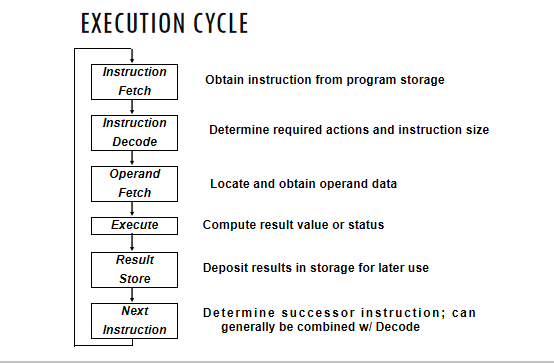 EXECUTION CYCLE
Instruction
Fetch
Obtain instruction from program storage
Instruction
Decode
Determine required actions and instruction size
Operand
Fetch
Locate and obtain operand data
Execute
Compute result value or status
Result
Store
Deposit results in storage for later use
Next
Instruction
Determine successor instruction; can
generally be combined w/ Decode